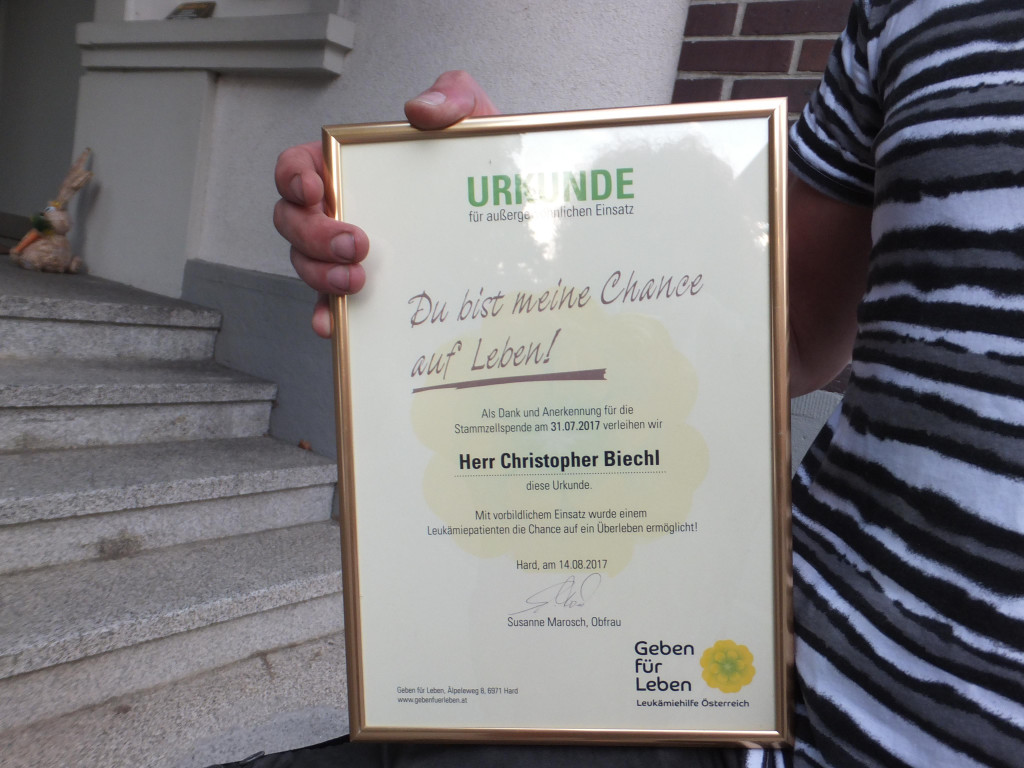 URKUNDE
für außergewöhnlichen Einsatz
Du bist meine Chance
auf Leben!
Als Dank und Anerkennung für die
Stammzellspende am 31.07.2017 verleihen wir
Herr Christopher Biechl
diese Urkunde.
Mit vorbildlichem Einsatz wurde einem
Leukämiepatienten die Chance auf ein Überleben ermöglicht!
Hard, am 14.08.2017
Susanne Marosch, Obfrau
Geben
für
Leben
Leukämiehilfe Österreich
Geben für Leben, Älpeleweg 8, 6971 Hard
www.gebenfuerleben.at